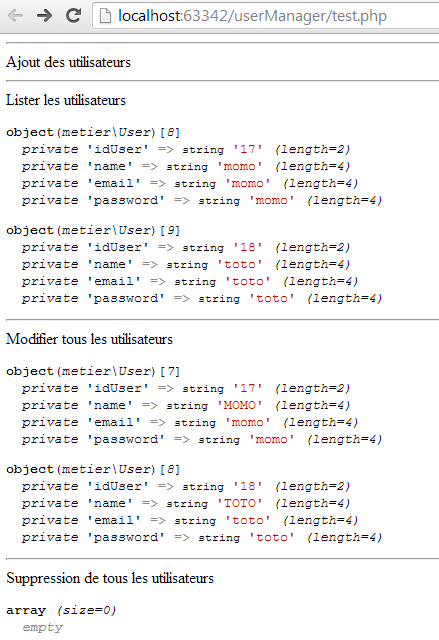 localhost:63342/userManager/test.php
Ajout des utilisateurs
Lister les utilisateurs
object(metier\User)[8]
private 'idUser' => string '17' (length=2)
private 'name' => string 'momo' (length=4)
private 'email' => string 'momo' (length=4)
private 'password' => string 'momo' (length=4)
object(metier\User)[9]
private 'idUser' => string '18' (length=2)
private 'name' => string 'toto' (length=4)
private 'email' => string 'toto' (length=4)
private 'password' => string 'toto' (length=4)
Modifier tous les utilisateurs
object(metier\User)[7]
private 'idUser' => string '17' (length=2)
private 'name' => string 'MOMO' (length=4)
private 'email' => string 'momo' (length=4)
private 'password' => string 'momo' (length=4)
object(metier\User)[8]
private 'idUser' => string '18' (length=2)
private 'name' => string 'TOTO' (length=4)
private 'email' => string 'toto' (length=4)
private 'password' => string 'toto' (length=4)
Suppression de tous les utilisateurs
array (size=0)
empty